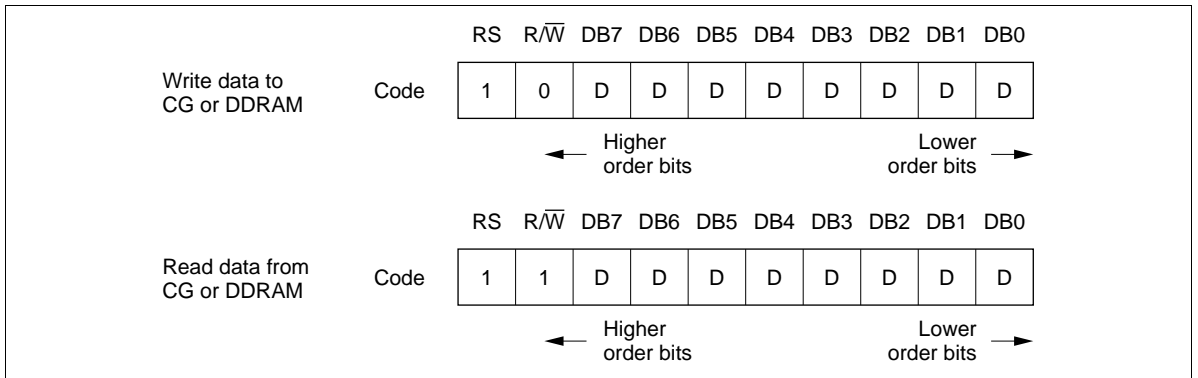 RS R/W̅ DB7 DB6 DB5 DB4 DB3 DB2 DB1 DB0
Write data to
CG or DDRAM
Code 1 0 D D D D D D D D
Higher
order bits
Lower
order bits
RS R/W̅ DB7 DB6 DB5 DB4 DB3 DB2 DB1 DB0
Read data from
CG or DDRAM
Code 1 1 D D D D D D D D
Higher
order bits
Lower
order bits